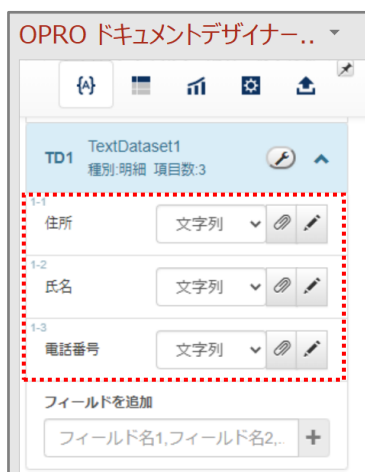 OPRO ドキュメントデザイナー..
{A}
TD1 TextDataset1
種別:明細 項目数:3
1-1
住所 文字列
1-2
氏名 文字列
1-3
電話番号 文字列
フィールドを追加
フィールド名1,フィールド名2,.. +